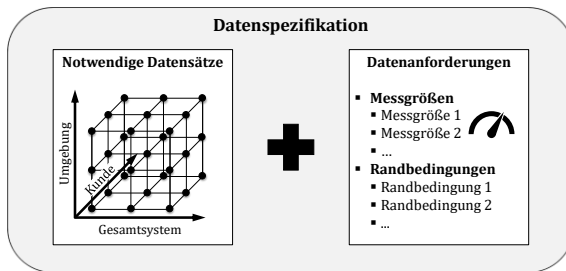 Datenspezifikation
Notwendige Datensätze
Umgebung
Kunde
Gesamtsystem
Datenanforderungen
▪ Messgrößen
▪ Messgröße 1
▪ Messgröße 2
▪ ...
▪ Randbedingungen
▪ Randbedingung 1
▪ Randbedingung 2
▪ ...